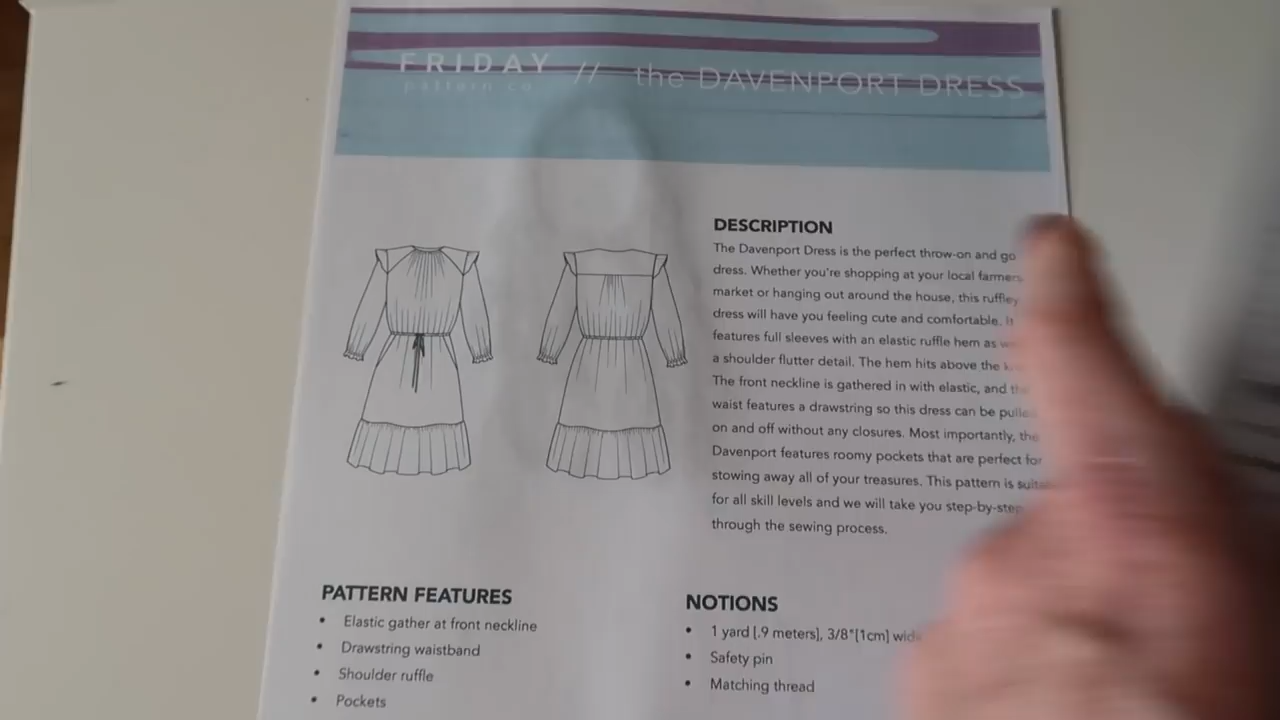 FRIDAY // the DAVENPORT DRESS
pattern co.
DESCRIPTION
The Davenport Dress is the perfect throw-on and go
dress. Whether you're shopping at your local farmers
market or hanging out around the house, this ruffley
dress will have you feeling cute and comfortable. It
features full sleeves with an elastic ruffle hem as
a shoulder flutter detail. The hem hits above the
The front neckline is gathered in with elastic, and the
waist features a drawstring so this dress can be pulled
on and off without any closures. Most importantly, the
Davenport features roomy pockets that are perfect for
stowing away all of your treasures. This pattern is
for all skill levels and we will take you step-by-step
through the sewing process.
PATTERN FEATURES
• Elastic gather at front neckline
• Drawstring waistband
• Shoulder ruffle
• Pockets
NOTIONS
• 1 yard [.9 meters], 3/8"[1cm]
• Safety pin
• Matching thread